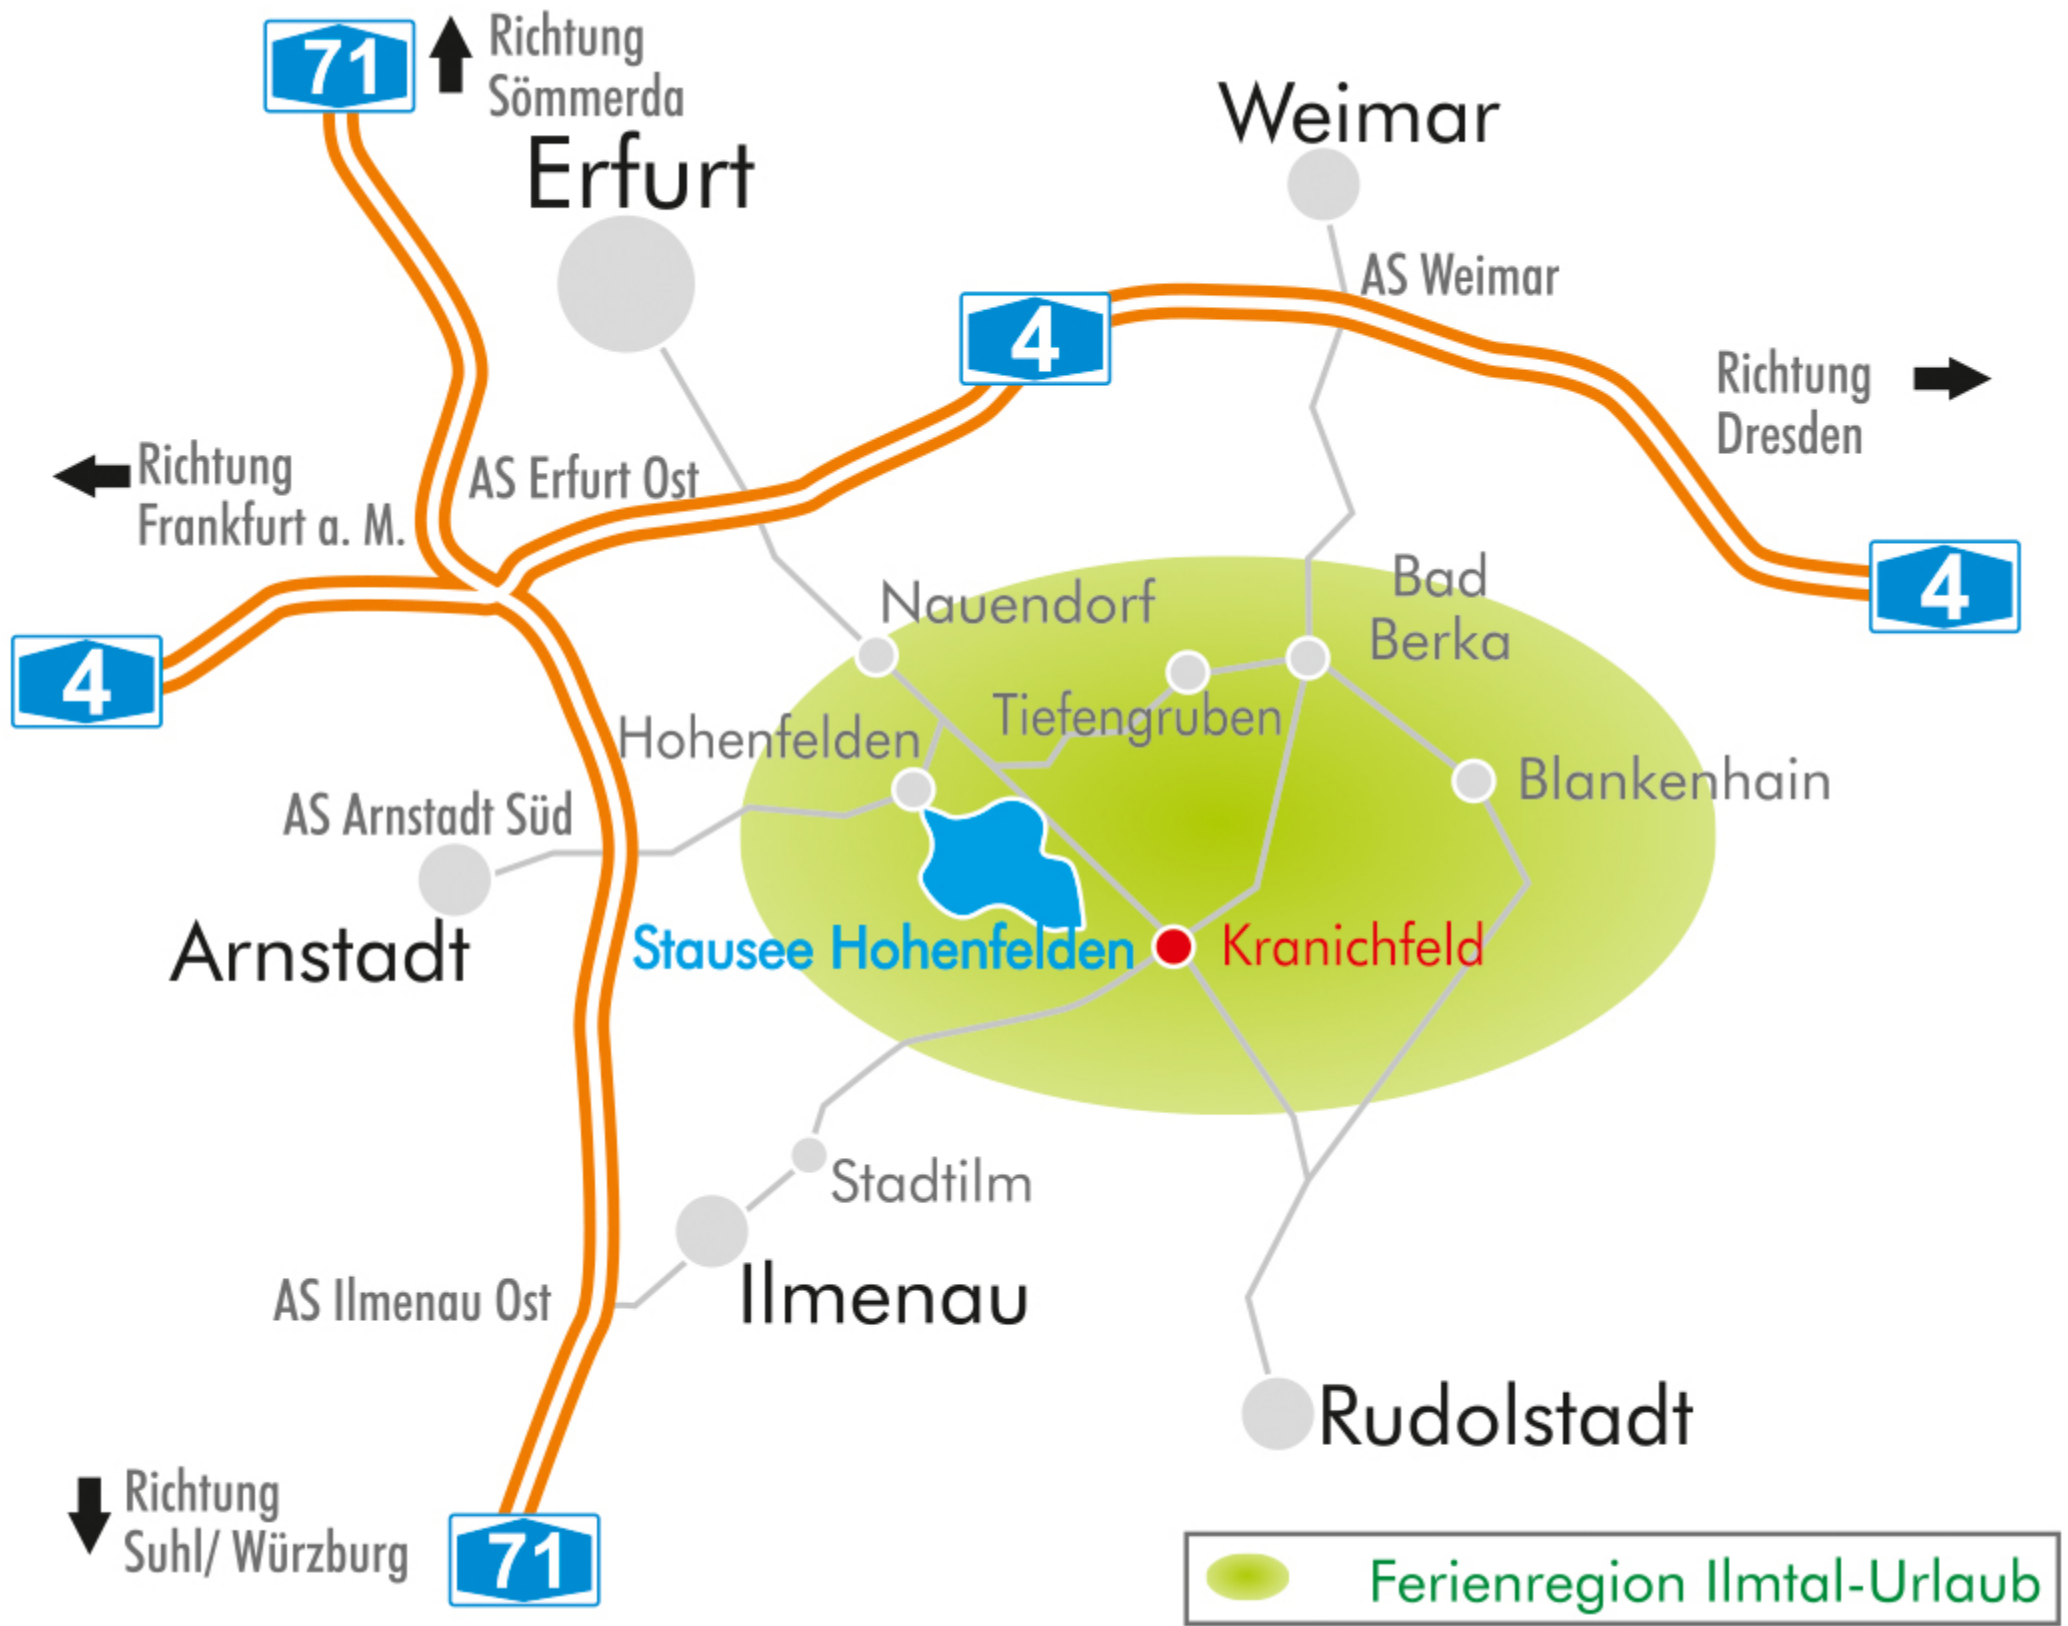 71
Richtung
Sömmerda
Erfurt
Weimar
AS Weimar
4
Richtung
Dresden
Richtung
Frankfurt a. M.
AS Erfurt Ost
4
4
Nauendorf
Bad
Berka
Tiefengruben
Hohenfelden
Blankenhain
AS Arnstadt Süd
Arnstadt
Stausee Hohenfelden
Kranichfeld
Stadtilm
AS Ilmenau Ost
Ilmenau
Rudolstadt
Richtung
Suhl/ Würzburg
71
Ferienregion Ilmtal-Urlaub